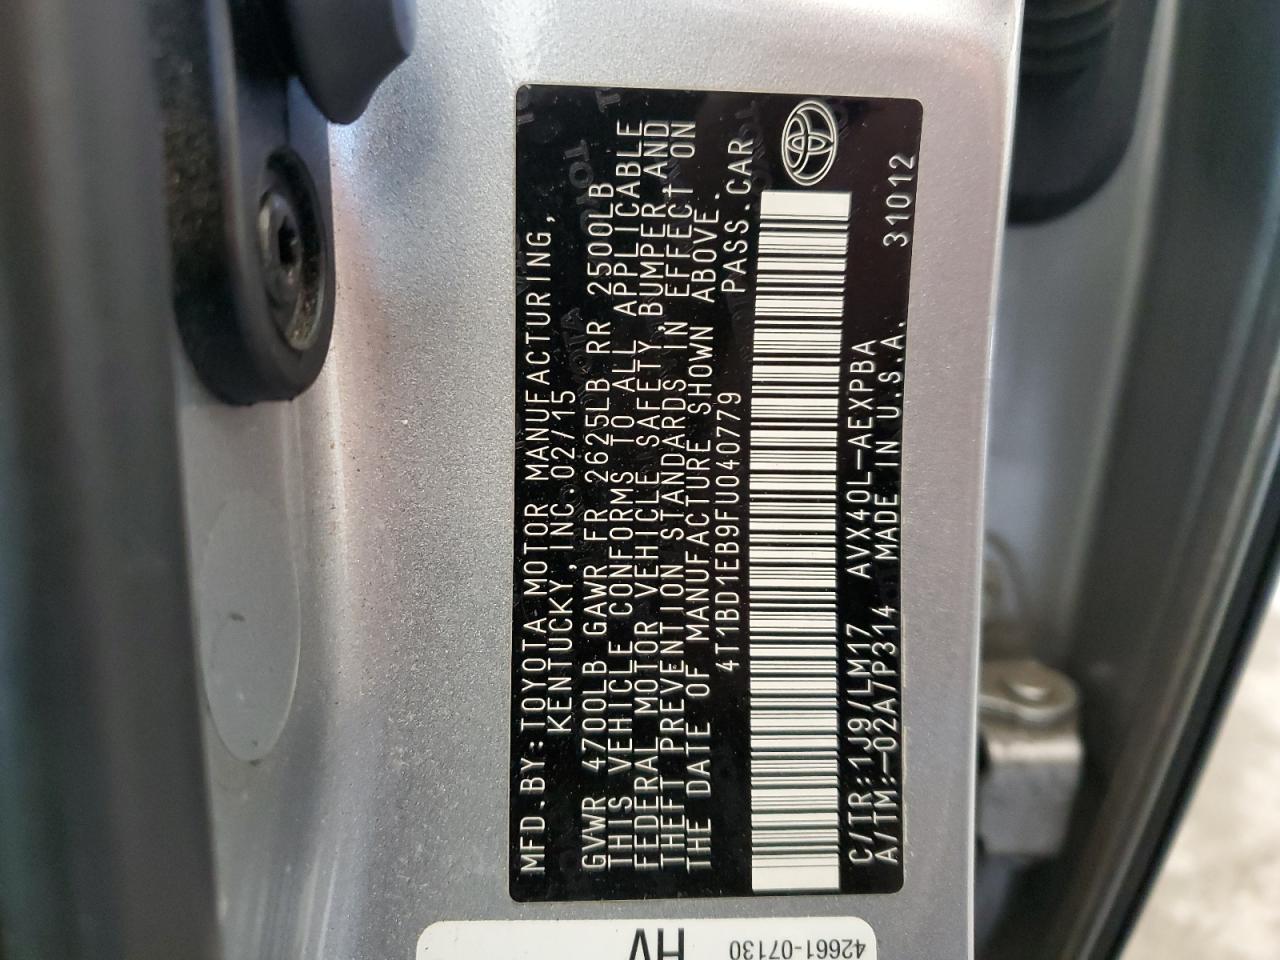 MFD.BY:TOYOTA MOTOR MANUFACTURING,
KENTUCKY,INC.02/15
GVWR 4700LB GAWR FR 2625LB RR 2500LB
THIS VEHICLE CONFORMS TO ALL APPLICABLE
FEDERAL MOTOR VEHICLE SAFETY,BUMPER,AND
THEFT PREVENTION STANDARDS IN EFFECT ON
THE DATE OF MANUFACTURE SHOWN ABOVE.
4T1BD1EB9FU040779 PASS.CAR
C/TR:1J9/LM17 AVX40L-AEXPBA
A/TM:-02A/P314 MADE IN U.S.A. 31012
HV
42661-07130